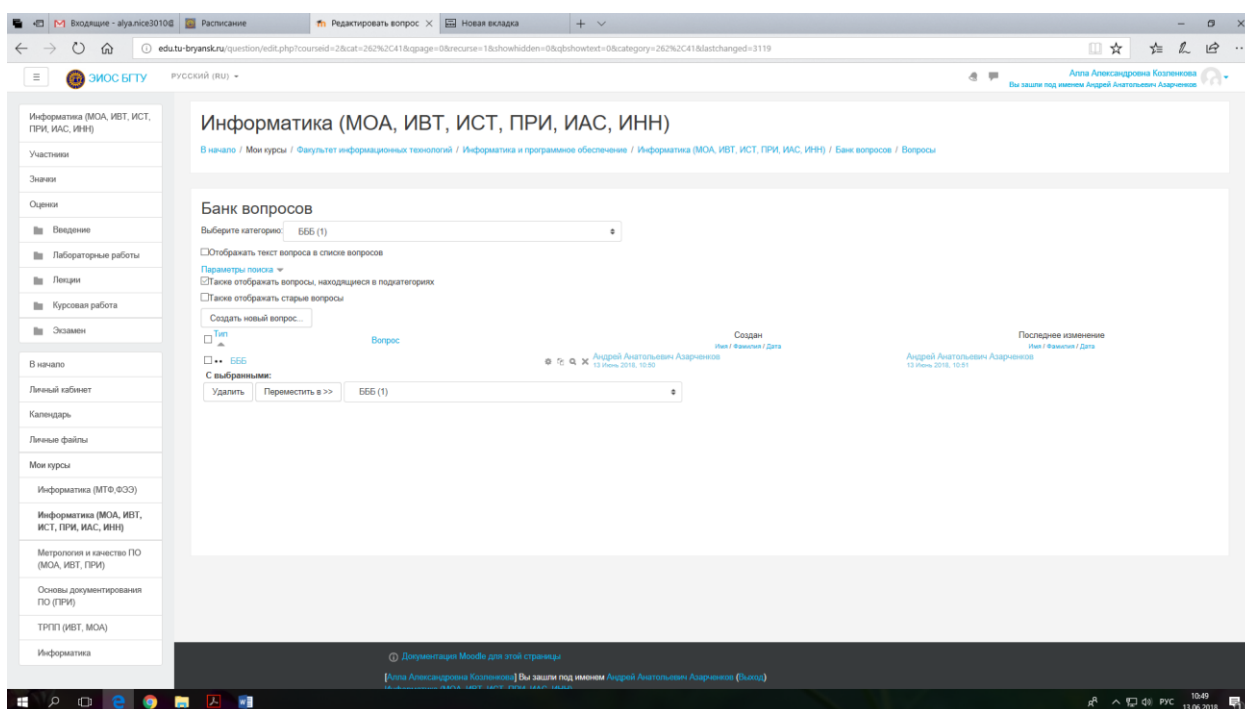 Входящие - alya.nice3010@
Расписание
Редактировать вопрос
Новая вкладка
edu.tu-bryansk.ru/question/edit.php?courseid=2&cat=262%2C41&qpage=0&recurse=1&showhidden=0&qbshowtext=0&category=262%2C41&lastchanged=3119
ЭИОС БГТУ
РУССКИЙ (RU)
Алла Александровна Козленкова
Вы зашли под именем Андрей Анатольевич Азарченков
Информатика (МОА, ИВТ, ИСТ,
ПРИ, ИАС, ИНН)
Участники
Значки
Оценки
Введение
Лабораторные работы
Лекции
Курсовая работа
Экзамен
В начало
Личный кабинет
Календарь
Личные файлы
Мои курсы
Информатика (МТФ,ФЭЭ)
Информатика (МОА, ИВТ,
ИСТ, ПРИ, ИАС, ИНН)
Метрология и качество ПО
(МОА, ИВТ, ПРИ)
Основы документирования
ПО (ПРИ)
ТРПП (ИВТ, МОА)
Информатика
Информатика (МОА, ИВТ, ИСТ, ПРИ, ИАС, ИНН)
В начало / Мои курсы / Факультет информационных технологий / Информатика и программное обеспечение / Информатика (МОА, ИВТ, ИСТ, ПРИ, ИАС, ИНН) / Банк вопросов / Вопросы
Банк вопросов
Выберите категорию: БББ (1)
Отображать текст вопроса в списке вопросов
Параметры поиска
Также отображать вопросы, находящиеся в подкатегориях
Также отображать старые вопросы
Создать новый вопрос...
Тип Вопрос Создан Последнее изменение
Имя / Фамилия / Дата Имя / Фамилия / Дата
БББ Андрей Анатольевич Азарченков Андрей Анатольевич Азарченков
13 Июнь 2018, 10:50 13 Июнь 2018, 10:51
С выбранными:
Удалить Переместить в >> БББ (1)
Документация Moodle для этой страницы
[Алла Александровна Козленкова] Вы зашли под именем Андрей Анатольевич Азарченков (Выход)
Информатика (МОА, ИВТ, ИСТ, ПРИ, ИАС, ИНН)
РУС
10:49
13.06.2018